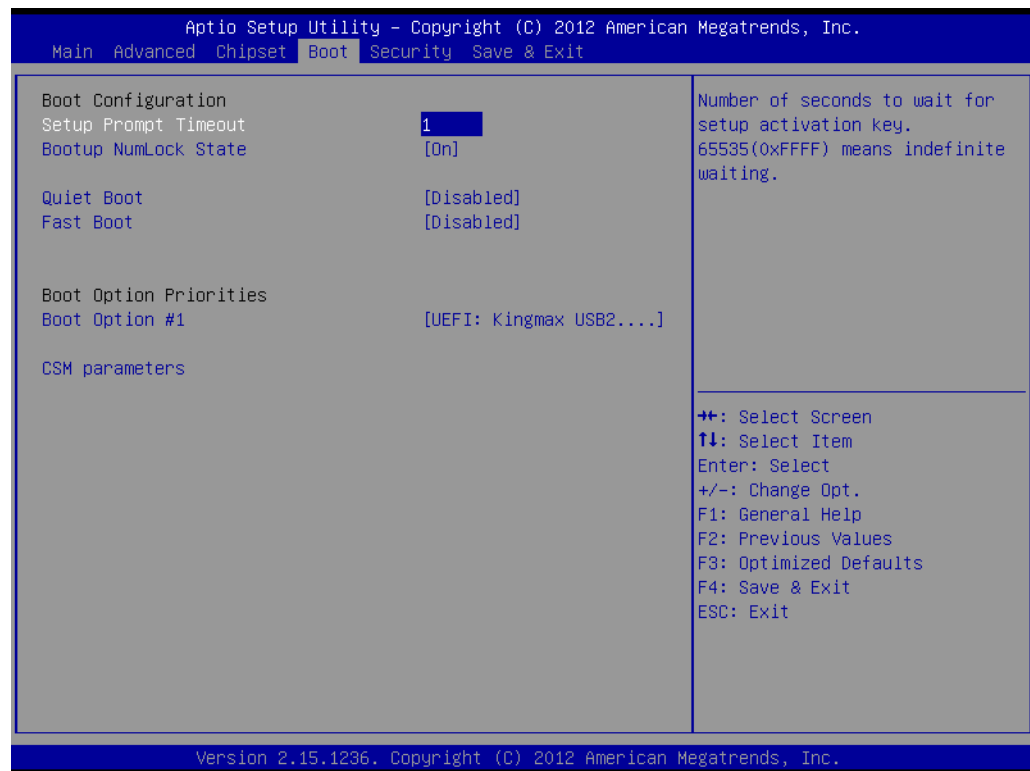 Aptio Setup Utility – Copyright (C) 2012 American Megatrends, Inc.
Main Advanced Chipset Boot Security Save & Exit
Boot Configuration
Setup Prompt Timeout 1
Bootup NumLock State [On]
Quiet Boot [Disabled]
Fast Boot [Disabled]
Boot Option Priorities
Boot Option #1 [UEFI: Kingmax USB2....]
CSM parameters
Number of seconds to wait for
setup activation key.
65535(0xFFFF) means indefinite
waiting.
→←: Select Screen
↑↓: Select Item
Enter: Select
+/-: Change Opt.
F1: General Help
F2: Previous Values
F3: Optimized Defaults
F4: Save & Exit
ESC: Exit
Version 2.15.1236. Copyright (C) 2012 American Megatrends, Inc.